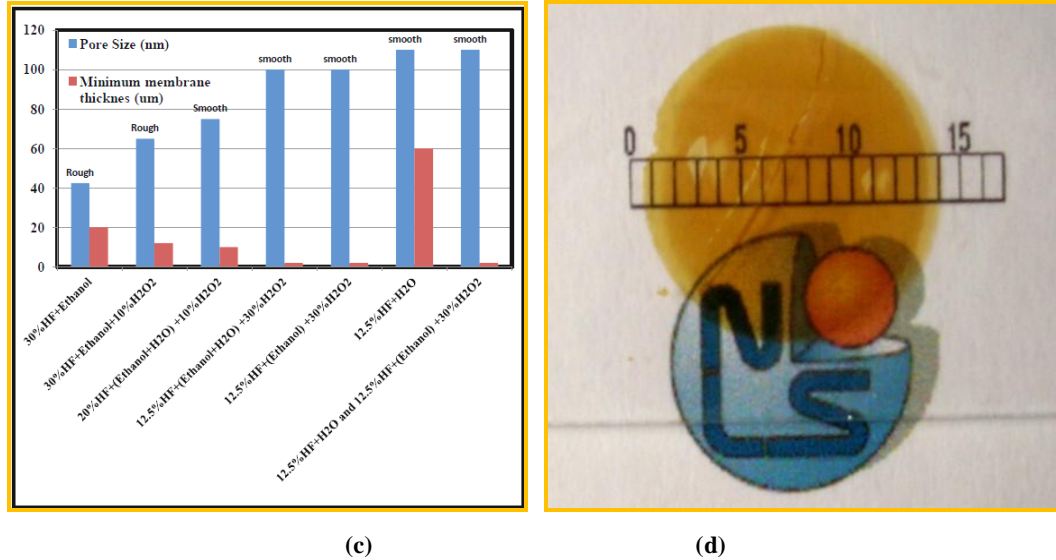 120
100
80
60
40
20
0
Pore Size (nm)
Minimum membrane
thicknes (um)
Rough
Rough
Smooth
smooth
smooth
smooth
smooth
30%HF+Ethanol
30%HF+Ethanol+10%H2O2
20%HF+(Ethanol+H2O) +10%H2O2
12.5%HF+(Ethanol+H2O) +30%H2O2
12.5%HF+(Ethanol) +30%H2O2
12.5%HF+H2O
12.5%HF+H2O and 12.5%HF+(Ethanol) +30%H2O2
0 5 10 15
N
LS
(c) (d)